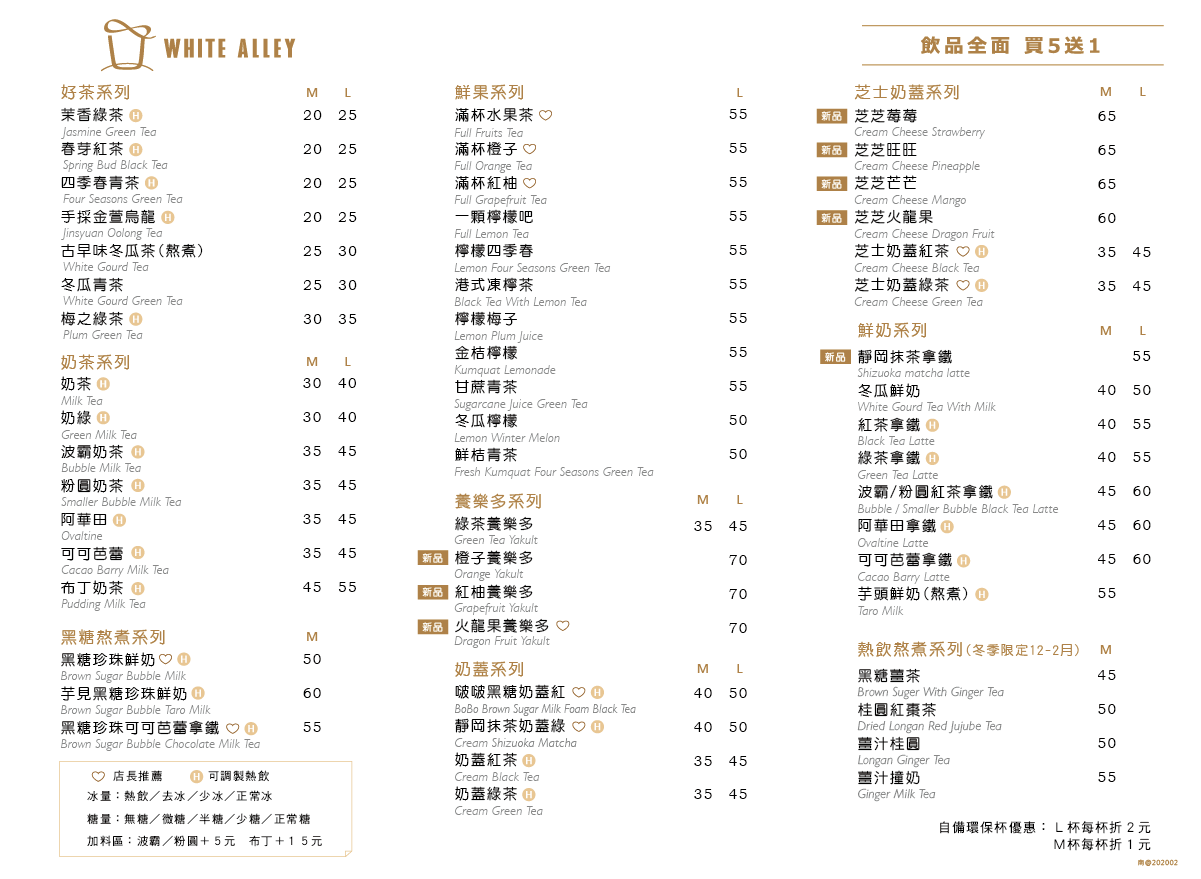 WHITE ALLEY
飲品全面 買5送1
好茶系列 M L
茉香綠茶 H 20 25
Jasmine Green Tea
春芽紅茶 H 20 25
Spring Bud Black Tea
四季春青茶 H 20 25
Four Seasons Green Tea
手採金萱烏龍 H 20 25
Jinsyuan Oolong Tea
古早味冬瓜茶(熬煮) 25 30
White Gourd Tea
冬瓜青茶 25 30
White Gourd Green Tea
梅之綠茶 H 30 35
Plum Green Tea
奶茶系列 M L
奶茶 H 30 40
Milk Tea
奶綠 H 30 40
Green Milk Tea
波霸奶茶 H 35 45
Bubble Milk Tea
粉圓奶茶 H 35 45
Smaller Bubble Milk Tea
阿華田 H 35 45
Ovaltine
可可芭蕾 H 35 45
Cacao Barry Milk Tea
布丁奶茶 H 45 55
Pudding Milk Tea
黑糖熬煮系列 M
黑糖珍珠鮮奶 H 50
Brown Sugar Bubble Milk
芋見黑糖珍珠鮮奶 H 60
Brown Sugar Bubble Taro Milk
黑糖珍珠可可芭蕾拿鐵 H 55
Brown Sugar Bubble Chocolate Milk Tea
店長推薦 H 可調製熱飲
冰量：熱飲／去冰／少冰／正常冰
糖量：無糖／微糖／半糖／少糖／正常糖
加料區：波霸／粉圓＋５元 布丁＋１５元
鮮果系列 L
滿杯水果茶 55
Full Fruits Tea
滿杯橙子 55
Full Orange Tea
滿杯紅柚 55
Full Grapefruit Tea
一顆檸檬吧 55
Full Lemon Tea
檸檬四季春 55
Lemon Four Seasons Green Tea
港式凍檸茶 55
Black Tea With Lemon Tea
檸檬梅子 55
Lemon Plum Juice
金桔檸檬 55
Kumquat Lemonade
甘蔗青茶 55
Sugarcane Juice Green Tea
冬瓜檸檬 50
Lemon Winter Melon
鮮桔青茶 50
Fresh Kumquat Four Seasons Green Tea
養樂多系列 M L
綠茶養樂多 35 45
Green Tea Yakult
新品 橙子養樂多 70
Orange Yakult
新品 紅柚養樂多 70
Grapefruit Yakult
新品 火龍果養樂多 70
Dragon Fruit Yakult
奶蓋系列 M L
啵啵黑糖奶蓋紅 H 40 50
BoBo Brown Sugar Milk Foam Black Tea
靜岡抹茶奶蓋綠 H 40 50
Cream Shizuoka Matcha
奶蓋紅茶 H 35 45
Cream Black Tea
奶蓋綠茶 H 35 45
Cream Green Tea
芝士奶蓋系列 M L
新品 芝芝莓莓 65
Cream Cheese Strawberry
新品 芝芝旺旺 65
Cream Cheese Pineapple
新品 芝芝芒芒 65
Cream Cheese Mango
新品 芝芝火龍果 60
Cream Cheese Dragon Fruit
芝士奶蓋紅茶 H 35 45
Cream Cheese Black Tea
芝士奶蓋綠茶 H 35 45
Cream Cheese Green Tea
鮮奶系列 M L
新品 靜岡抹茶拿鐵 55
Shizuoka matcha latte
冬瓜鮮奶 40 50
White Gourd Tea With Milk
紅茶拿鐵 H 40 55
Black Tea Latte
綠茶拿鐵 H 40 55
Green Tea Latte
波霸/粉圓紅茶拿鐵 H 45 60
Bubble / Smaller Bubble Black Tea Latte
阿華田拿鐵 H 45 60
Ovaltine Latte
可可芭蕾拿鐵 H 45 60
Cacao Barry Latte
芋頭鮮奶(熬煮) H 55
Taro Milk
熱飲熬煮系列(冬季限定12-2月) M
黑糖薑茶 45
Brown Suger With Ginger Tea
桂圓紅棗茶 50
Dried Longan Red Jujube Tea
薑汁桂圓 50
Longan Ginger Tea
薑汁撞奶 55
Ginger Milk Tea
自備環保杯優惠：Ｌ杯每杯折２元
Ｍ杯每杯折１元
南@202002